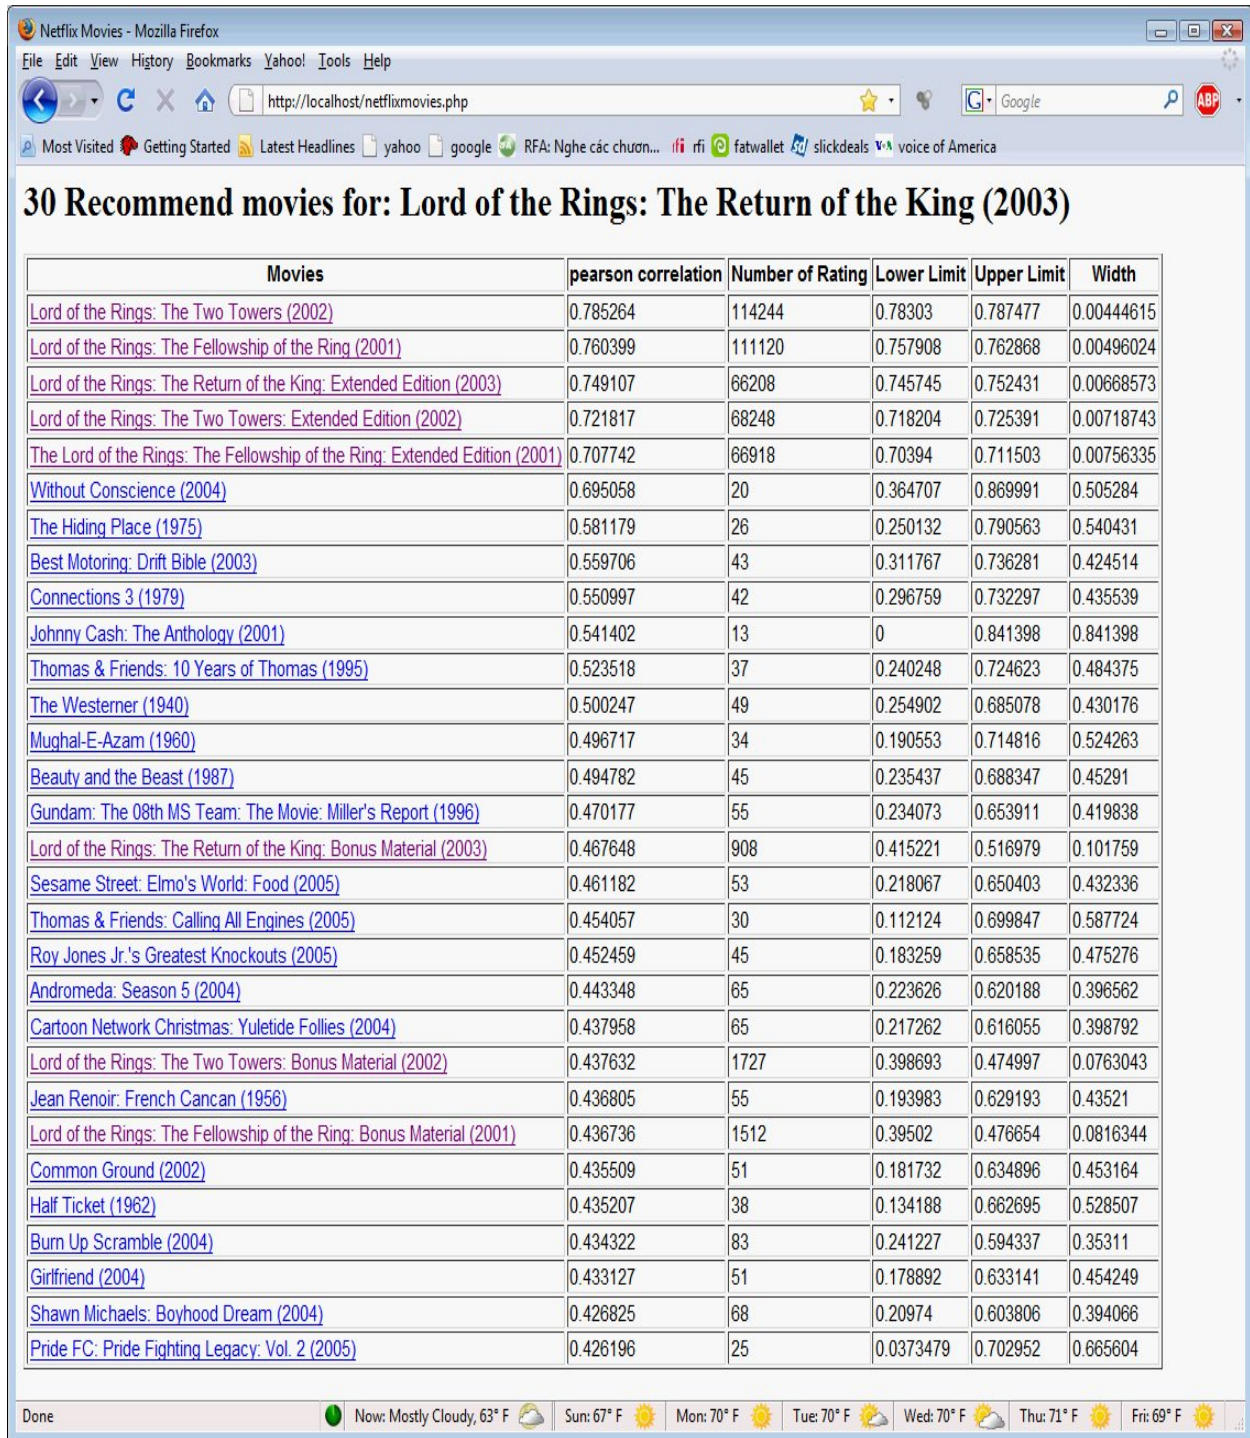 Netflix Movies - Mozilla Firefox
File Edit View History Bookmarks Yahoo! Tools Help
http://localhost/netflixmovies.php G Google ABP
Most Visited Getting Started Latest Headlines yahoo google RFA: Nghe các chươn... rfi rfi fatwallet sd/ slickdeals VOA voice of America
30 Recommend movies for: Lord of the Rings: The Return of the King (2003)
Movies pearson correlation Number of Rating Lower Limit Upper Limit Width
Lord of the Rings: The Two Towers (2002) 0.785264 114244 0.78303 0.787477 0.00444615
Lord of the Rings: The Fellowship of the Ring (2001) 0.760399 111120 0.757908 0.762868 0.00496024
Lord of the Rings: The Return of the King: Extended Edition (2003) 0.749107 66208 0.745745 0.752431 0.00668573
Lord of the Rings: The Two Towers: Extended Edition (2002) 0.721817 68248 0.718204 0.725391 0.00718743
The Lord of the Rings: The Fellowship of the Ring: Extended Edition (2001) 0.707742 66918 0.70394 0.711503 0.00756335
Without Conscience (2004) 0.695058 20 0.364707 0.869991 0.505284
The Hiding Place (1975) 0.581179 26 0.250132 0.790563 0.540431
Best Motoring: Drift Bible (2003) 0.559706 43 0.311767 0.736281 0.424514
Connections 3 (1979) 0.550997 42 0.296759 0.732297 0.435539
Johnny Cash: The Anthology (2001) 0.541402 13 0 0.841398 0.841398
Thomas & Friends: 10 Years of Thomas (1995) 0.523518 37 0.240248 0.724623 0.484375
The Westerner (1940) 0.500247 49 0.254902 0.685078 0.430176
Mughal-E-Azam (1960) 0.496717 34 0.190553 0.714816 0.524263
Beauty and the Beast (1987) 0.494782 45 0.235437 0.688347 0.45291
Gundam: The 08th MS Team: The Movie: Miller's Report (1996) 0.470177 55 0.234073 0.653911 0.419838
Lord of the Rings: The Return of the King: Bonus Material (2003) 0.467648 908 0.415221 0.516979 0.101759
Sesame Street: Elmo's World: Food (2005) 0.461182 53 0.218067 0.650403 0.432336
Thomas & Friends: Calling All Engines (2005) 0.454057 30 0.112124 0.699847 0.587724
Roy Jones Jr.'s Greatest Knockouts (2005) 0.452459 45 0.183259 0.658535 0.475276
Andromeda: Season 5 (2004) 0.443348 65 0.223626 0.620188 0.396562
Cartoon Network Christmas: Yuletide Follies (2004) 0.437958 65 0.217262 0.616055 0.398792
Lord of the Rings: The Two Towers: Bonus Material (2002) 0.437632 1727 0.398693 0.474997 0.0763043
Jean Renoir: French Cancan (1956) 0.436805 55 0.193983 0.629193 0.43521
Lord of the Rings: The Fellowship of the Ring: Bonus Material (2001) 0.436736 1512 0.39502 0.476654 0.0816344
Common Ground (2002) 0.435509 51 0.181732 0.634896 0.453164
Half Ticket (1962) 0.435207 38 0.134188 0.662695 0.528507
Burn Up Scramble (2004) 0.434322 83 0.241227 0.594337 0.35311
Girlfriend (2004) 0.433127 51 0.178892 0.633141 0.454249
Shawn Michaels: Boyhood Dream (2004) 0.426825 68 0.20974 0.603806 0.394066
Pride FC: Pride Fighting Legacy: Vol. 2 (2005) 0.426196 25 0.0373479 0.702952 0.665604
Done Now: Mostly Cloudy, 63° F Sun: 67° F Mon: 70° F Tue: 70° F Wed: 70° F Thu: 71° F Fri: 69° F